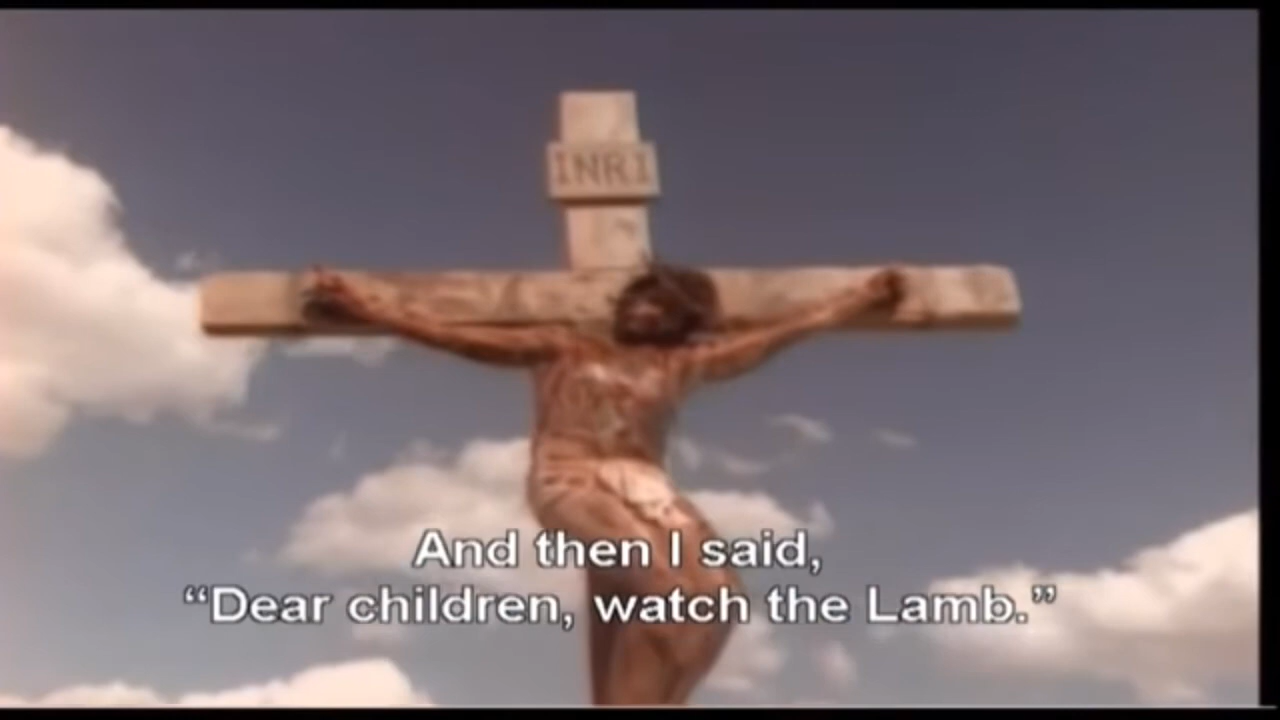 INRI
And then I said,
“Dear children, watch the Lamb.”